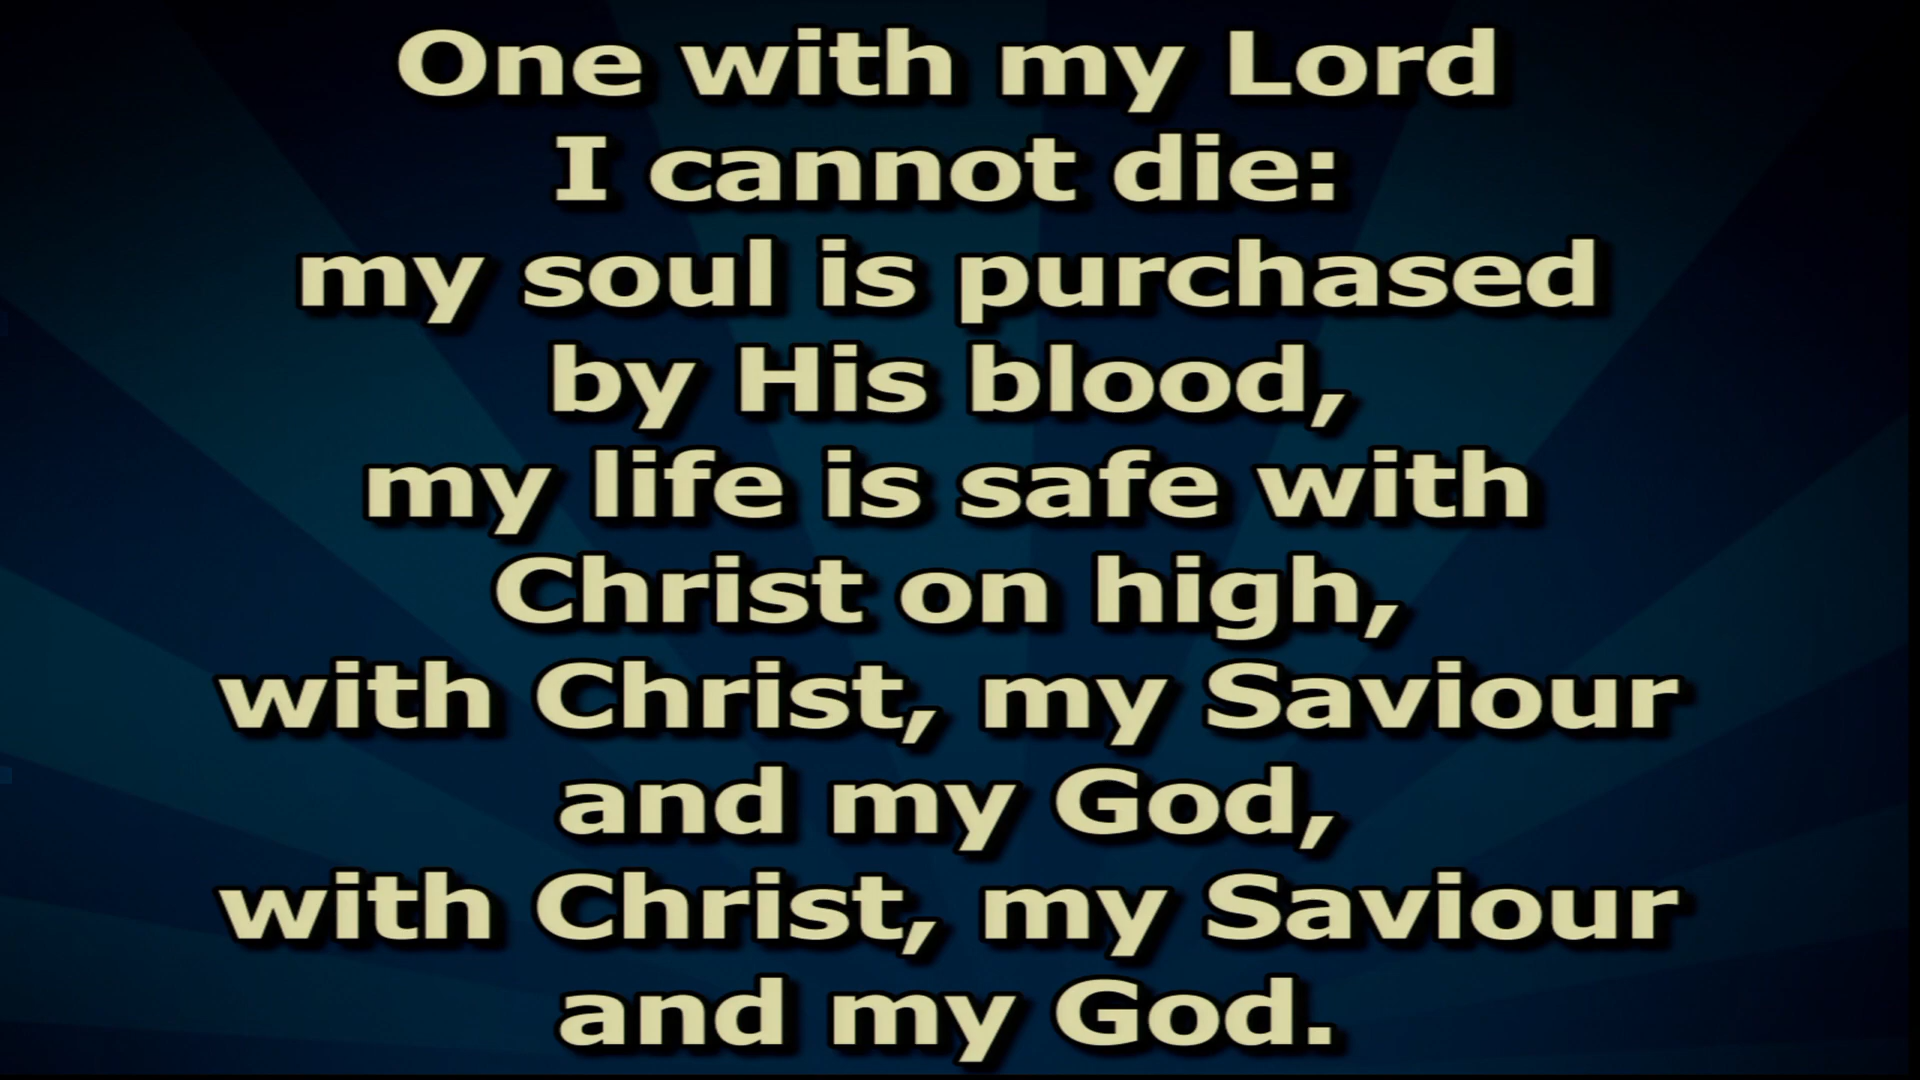 One with my Lord
I cannot die:
my soul is purchased
by His blood,
my life is safe with
Christ on high,
with Christ, my Saviour
and my God,
with Christ, my Saviour
and my God.